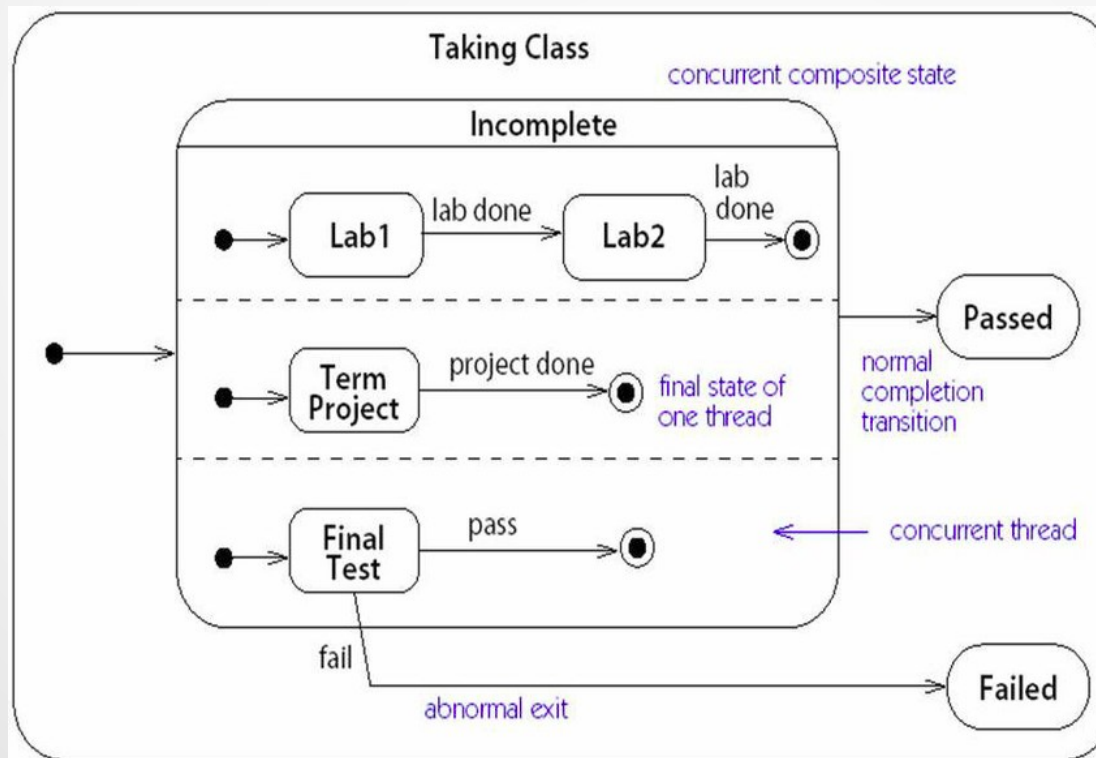 Taking Class
concurrent composite state
Incomplete
Lab1
lab done
Lab2
lab
done
Passed
normal
completion
transition
Term
Project
project done
final state of
one thread
Final
Test
pass
concurrent thread
fail
abnormal exit
Failed